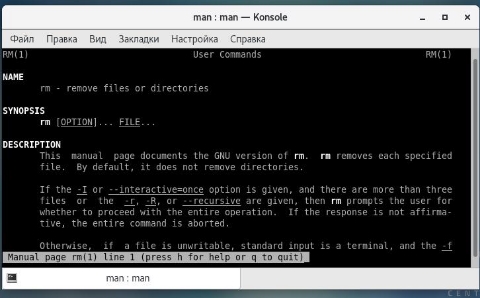 man : man — Konsole
Файл Правка Вид Закладки Настройка Справка
RM(1) User Commands RM(1)
NAME
rm - remove files or directories
SYNOPSIS
rm [OPTION]... FILE...
DESCRIPTION
This manual page documents the GNU version of rm. rm removes each specified
file. By default, it does not remove directories.
If the -I or --interactive=once option is given, and there are more than three
files or the -r, -R, or --recursive are given, then rm prompts the user for
whether to proceed with the entire operation. If the response is not affirma-
tive, the entire command is aborted.
Otherwise, if a file is unwritable, standard input is a terminal, and the -f
Manual page rm(1) line 1 (press h for help or q to quit)
man : man
CENT